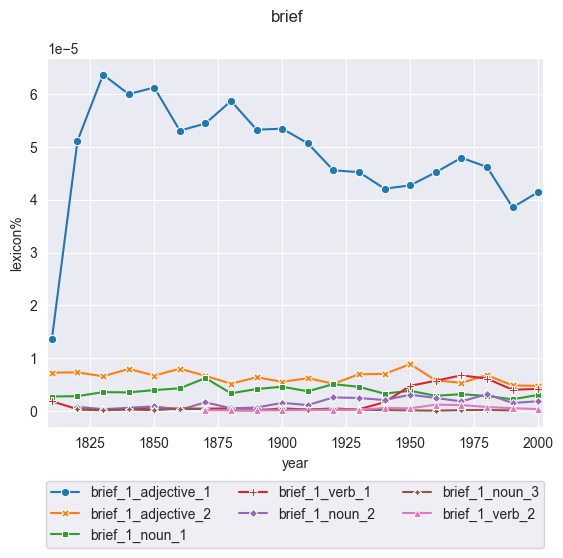 brief
1e−5
6
5
4
3
2
1
0
lexicon%
1825 1850 1875 1900 1925 1950 1975 2000
year
brief_1_adjective_1 brief_1_verb_1 brief_1_noun_3
brief_1_adjective_2 brief_1_noun_2 brief_1_verb_2
brief_1_noun_1